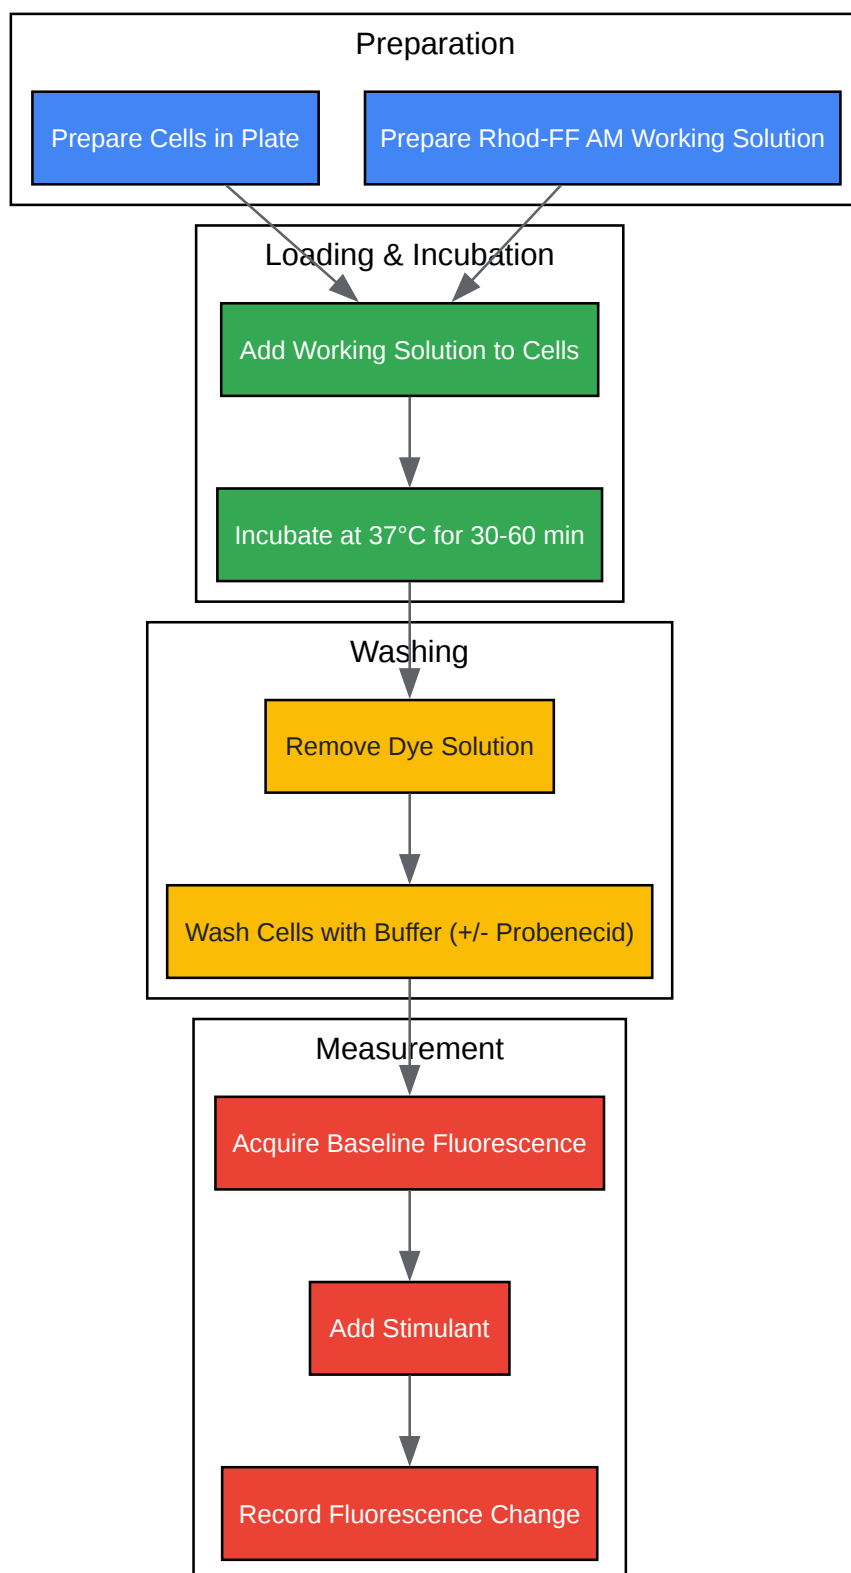 Preparation
Prepare Cells in Plate
Prepare Rhod-FF AM Working Solution
Loading & Incubation
Add Working Solution to Cells
Incubate at 37°C for 30-60 min
Washing
Remove Dye Solution
Wash Cells with Buffer (+/- Probenecid)
Measurement
Acquire Baseline Fluorescence
Add Stimulant
Record Fluorescence Change